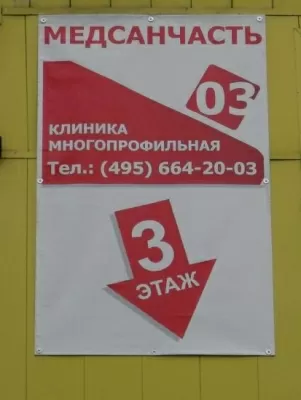 МЕДСАНЧАСТЬ
03
КЛИНИКА
МНОГОПРОФИЛЬНАЯ
Тел.: (495) 664-20-03
3
ЭТАЖ